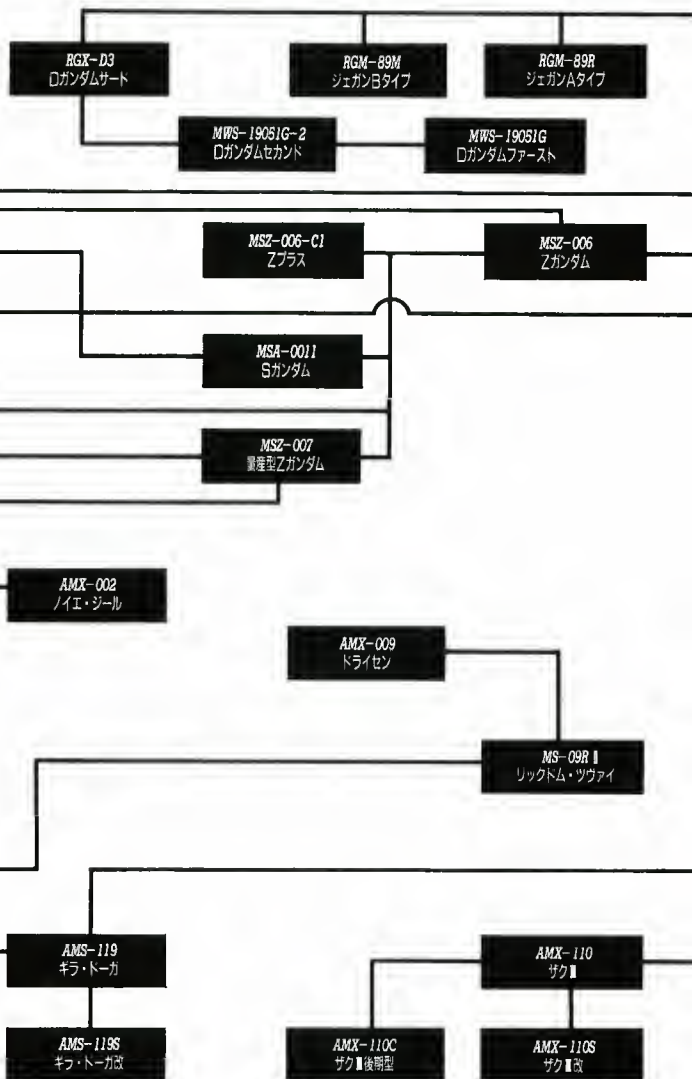 RGX-D3
Dガンダムサード
RGM-89M
ジェガンBタイプ
RGM-89R
ジェガンAタイプ
MWS-19051G-2
Dガンダムセカンド
MWS-19051G
Dガンダムファースト
MSZ-006-C1
Zプラス
MSZ-006
Zガンダム
MSA-0011
Sガンダム
MSZ-007
量産型Zガンダム
AMX-002
ノイエ・ジール
AMX-009
ドライセン
MS-09RⅡ
リックドム・ツヴァイ
AMS-119
ギラ・ドーガ
AMX-110
ザクⅢ
AMS-119S
ギラ・ドーガ改
AMX-110C
ザクⅢ後期型
AMX-110S
ザクⅢ改